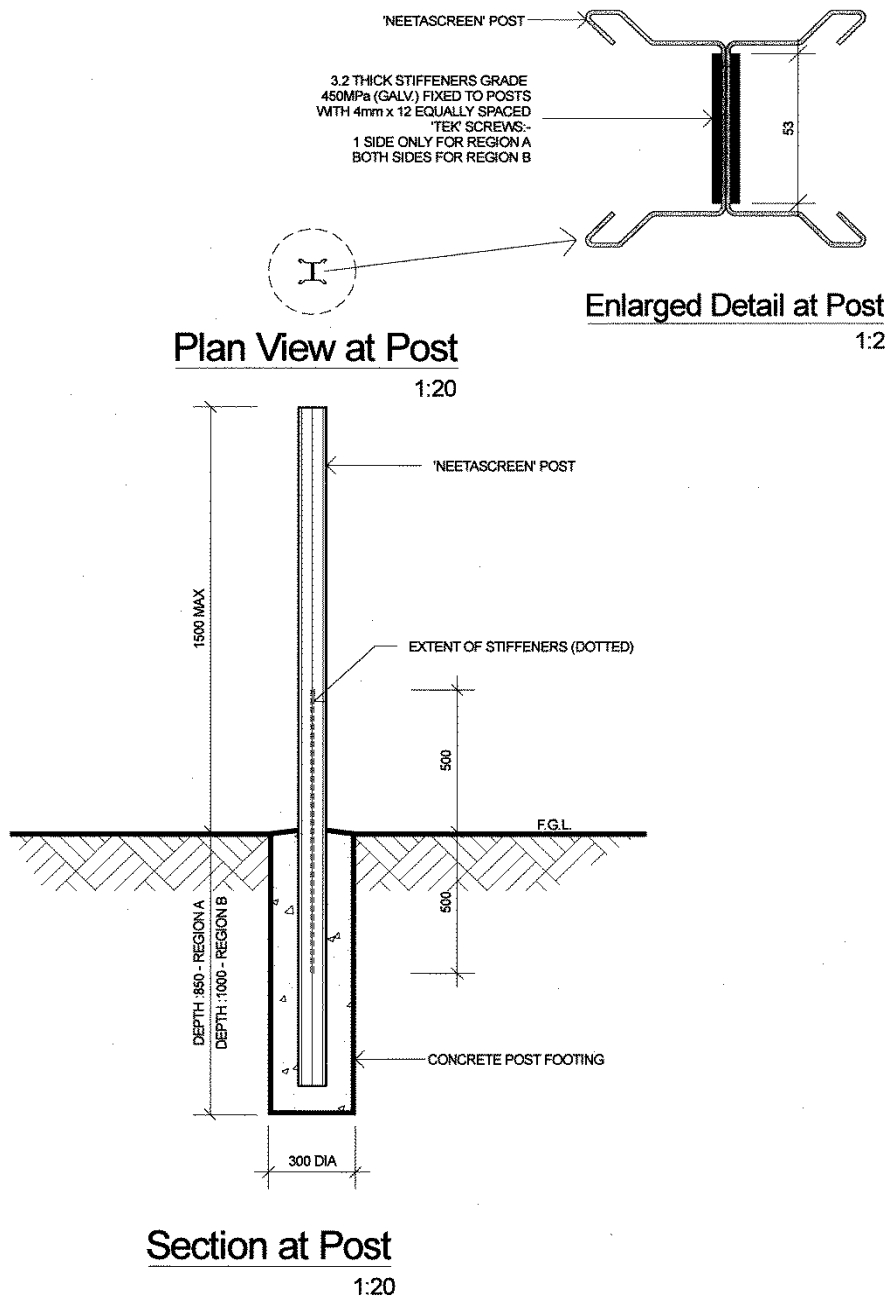 'NEETASCREEN' POST
3.2 THICK STIFFENERS GRADE
450MPa (GALV.) FIXED TO POSTS
WITH 4mm x 12 EQUALLY SPACED
'TEK' SCREWS:-
1 SIDE ONLY FOR REGION A
BOTH SIDES FOR REGION B
53
Enlarged Detail at Post
1:2
Plan View at Post
1:20
'NEETASCREEN' POST
1500 MAX
EXTENT OF STIFFENERS (DOTTED)
500
F.G.L.
500
DEPTH :850 - REGION A
DEPTH :1000 - REGION B
CONCRETE POST FOOTING
300 DIA
Section at Post
1:20